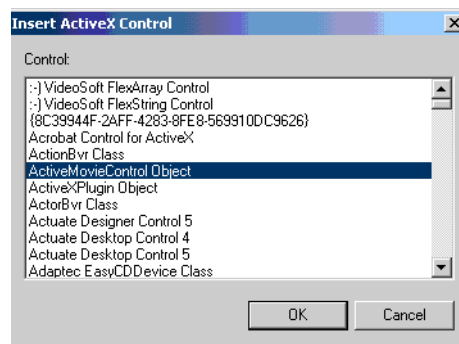 Insert ActiveX Control
Control:
:-) VideoSoft FlexArray Control
:-) VideoSoft FlexString Control
{8C39944F-2AFF-4283-8FE8-569910DC9626}
Acrobat Control for ActiveX
ActionBvr Class
ActiveMovieControl Object
ActiveXPlugin Object
ActorBvr Class
Actuate Designer Control 5
Actuate Desktop Control 4
Actuate Desktop Control 5
Adaptec EasyCDDevice Class
OK Cancel